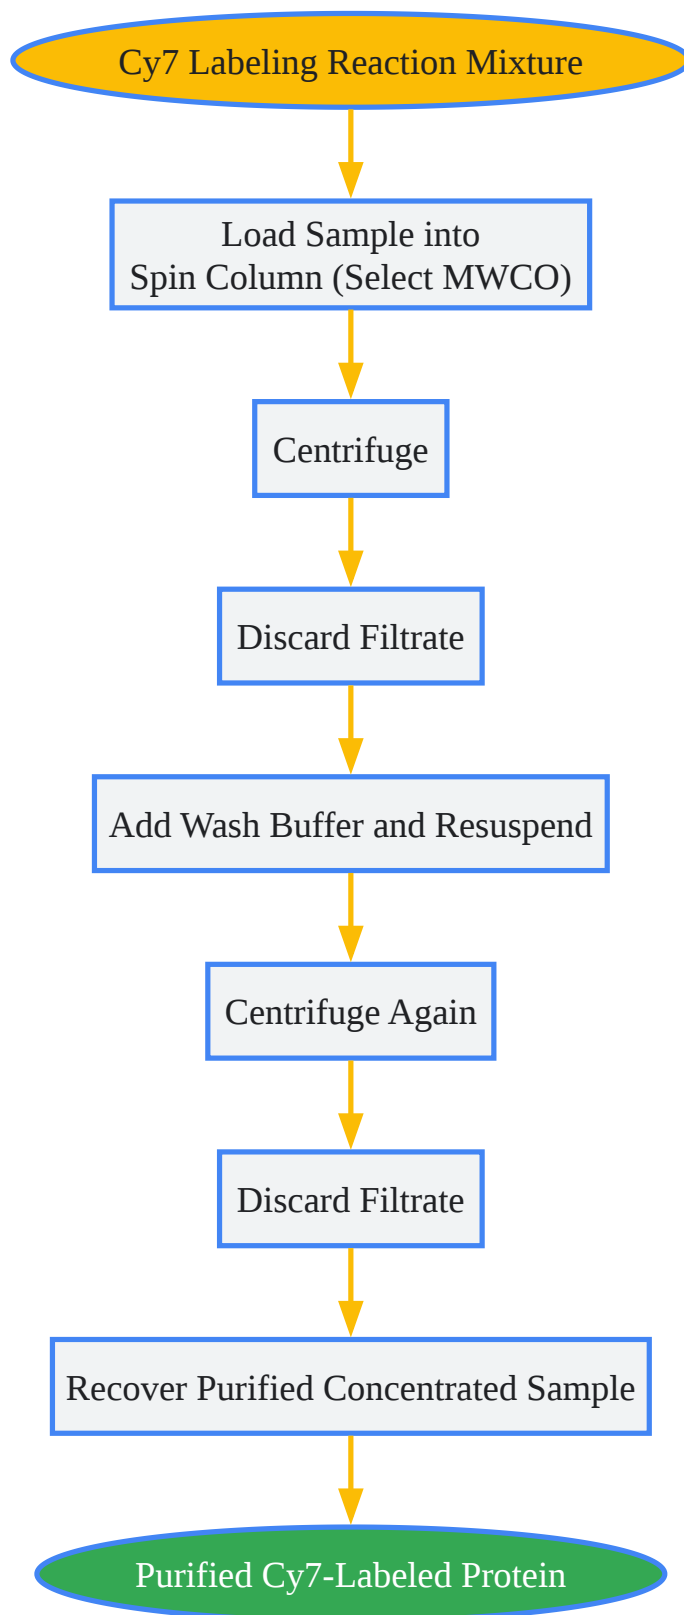 Cy7 Labeling Reaction Mixture
Load Sample into
Spin Column (Select MWCO)
Centrifuge
Discard Filtrate
Add Wash Buffer and Resuspend
Centrifuge Again
Discard Filtrate
Recover Purified Concentrated Sample
Purified Cy7-Labeled Protein